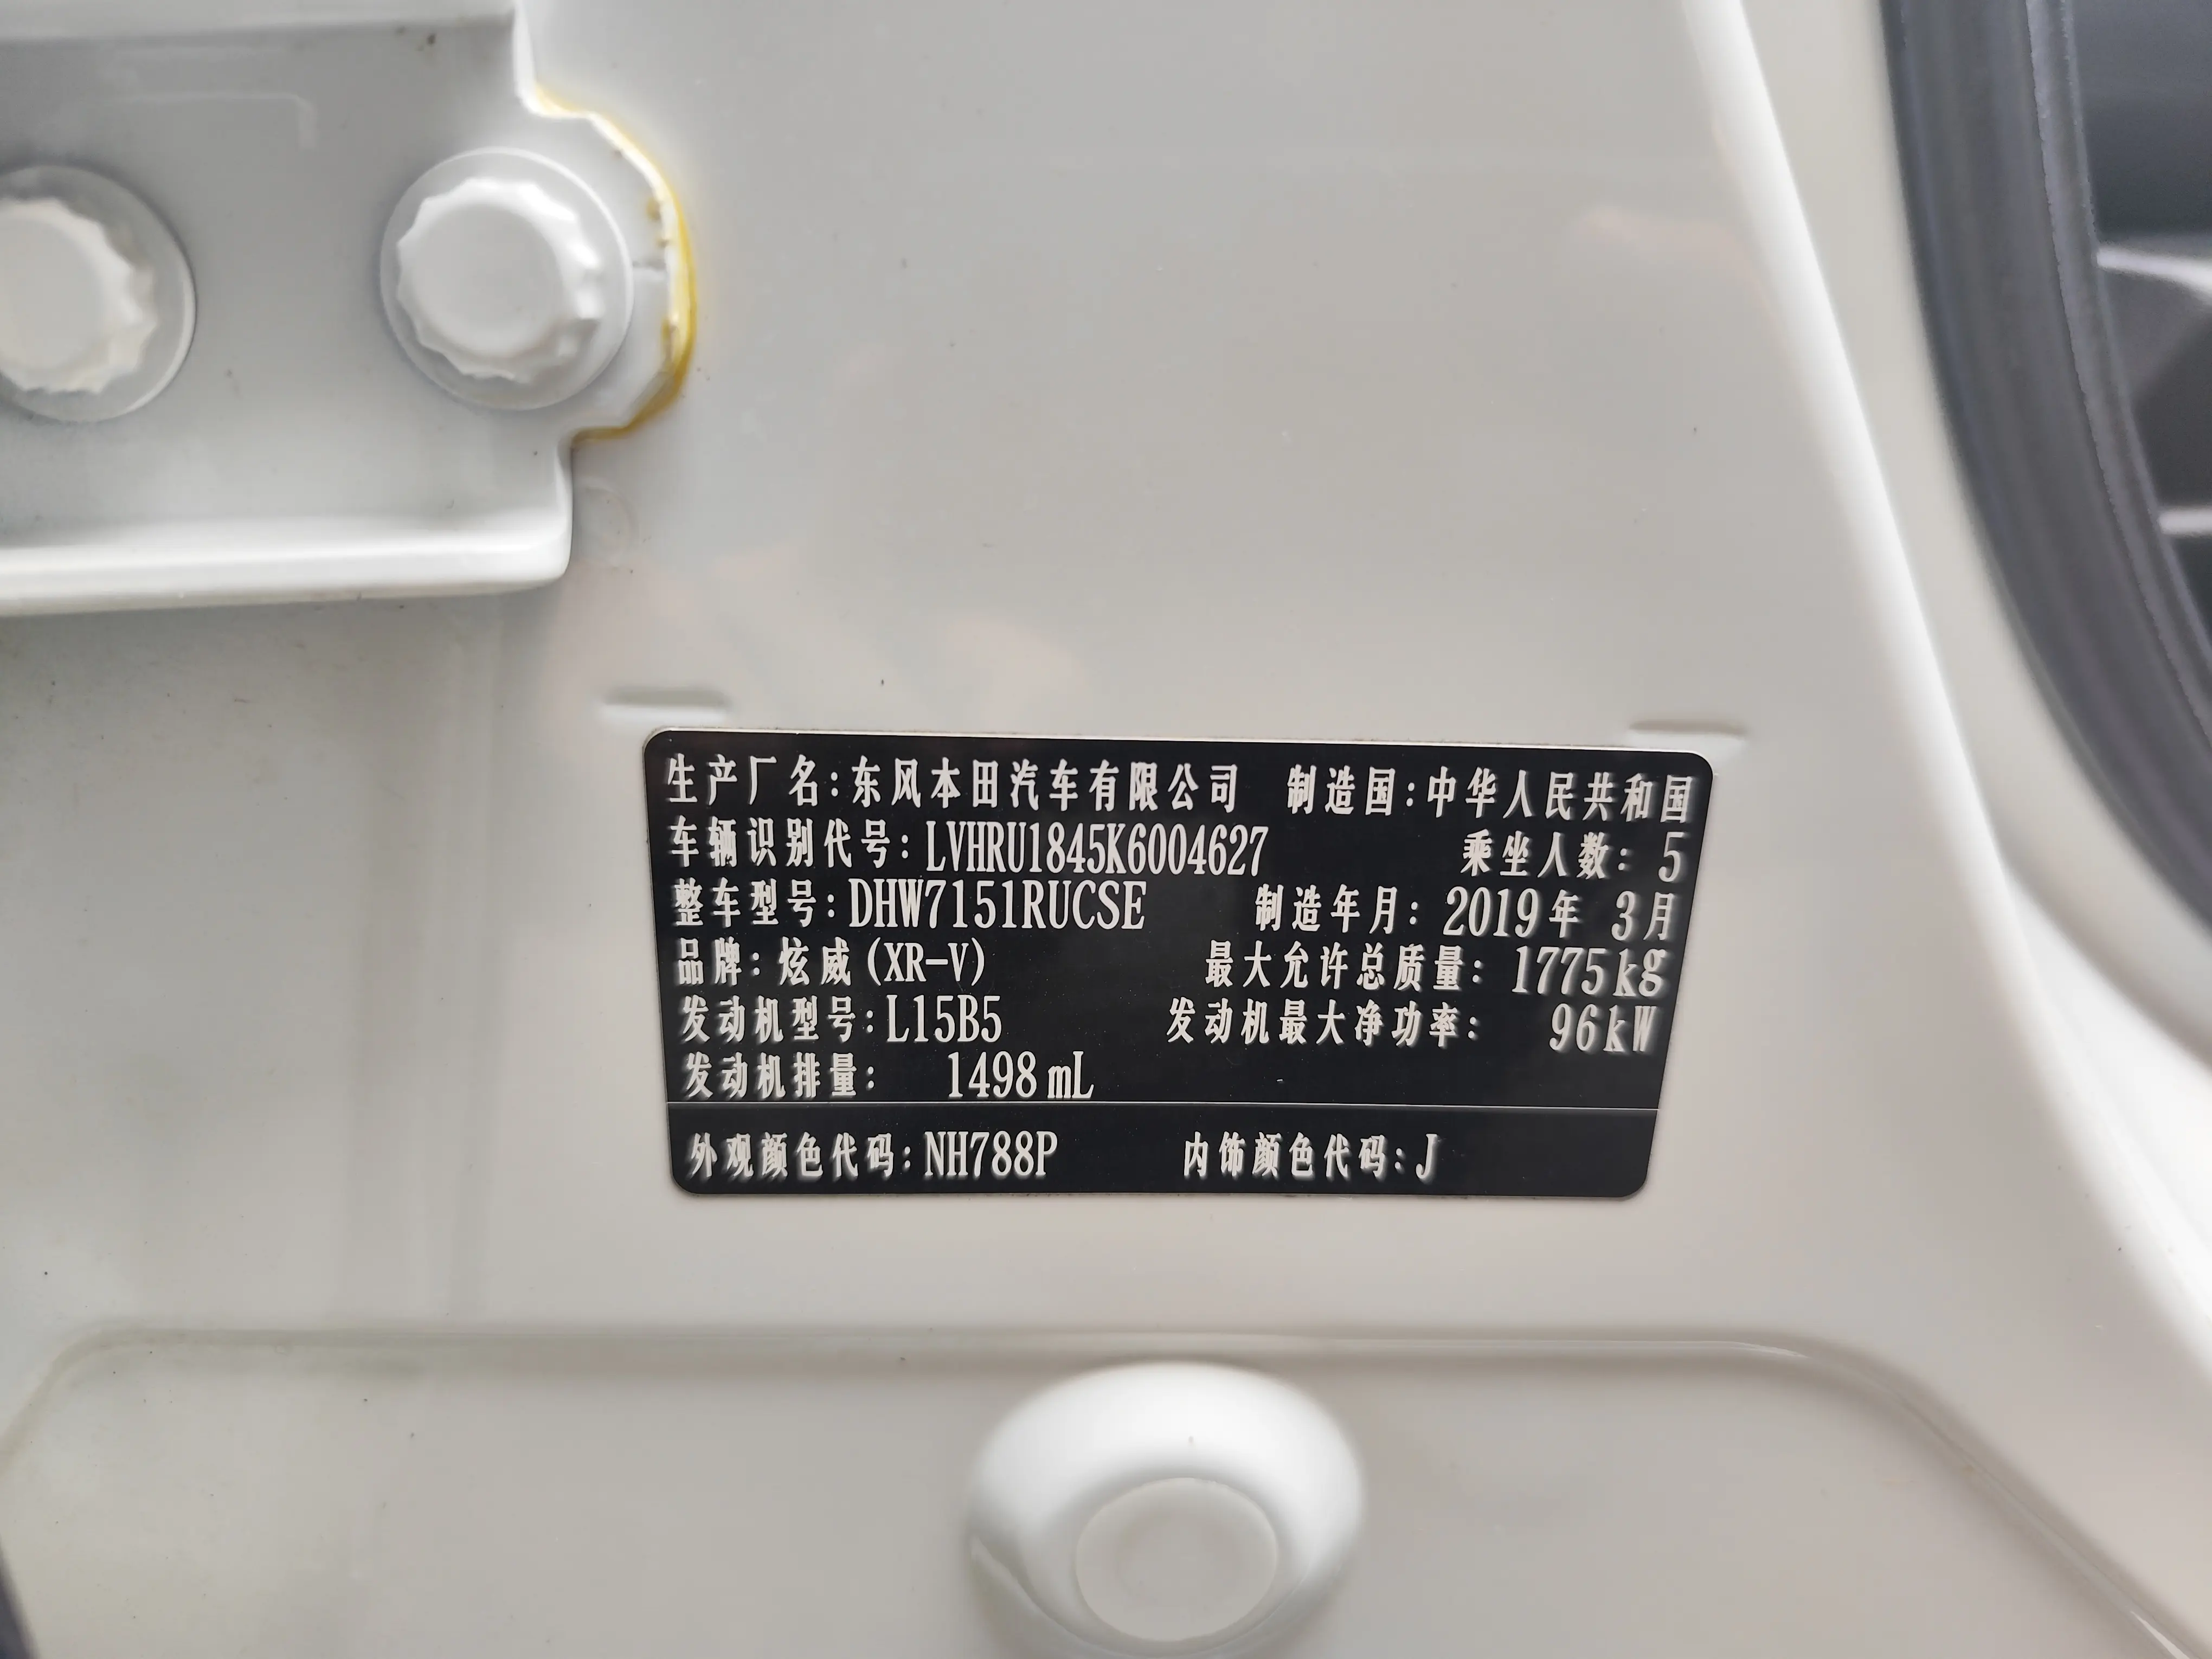 生产厂名:东风本田汽车有限公司 制造国:中华人民共和国
车辆识别代号:LVHRU1845K6004627 乘坐人数:5
整车型号:DHW7151RUCSE 制造年月:2019年 3月
品牌:炫威(XR-V) 最大允许总质量:1775kg
发动机型号:L15B5 发动机最大净功率: 96kW
发动机排量: 1498mL
外观颜色代码:NH788P 内饰颜色代码:J